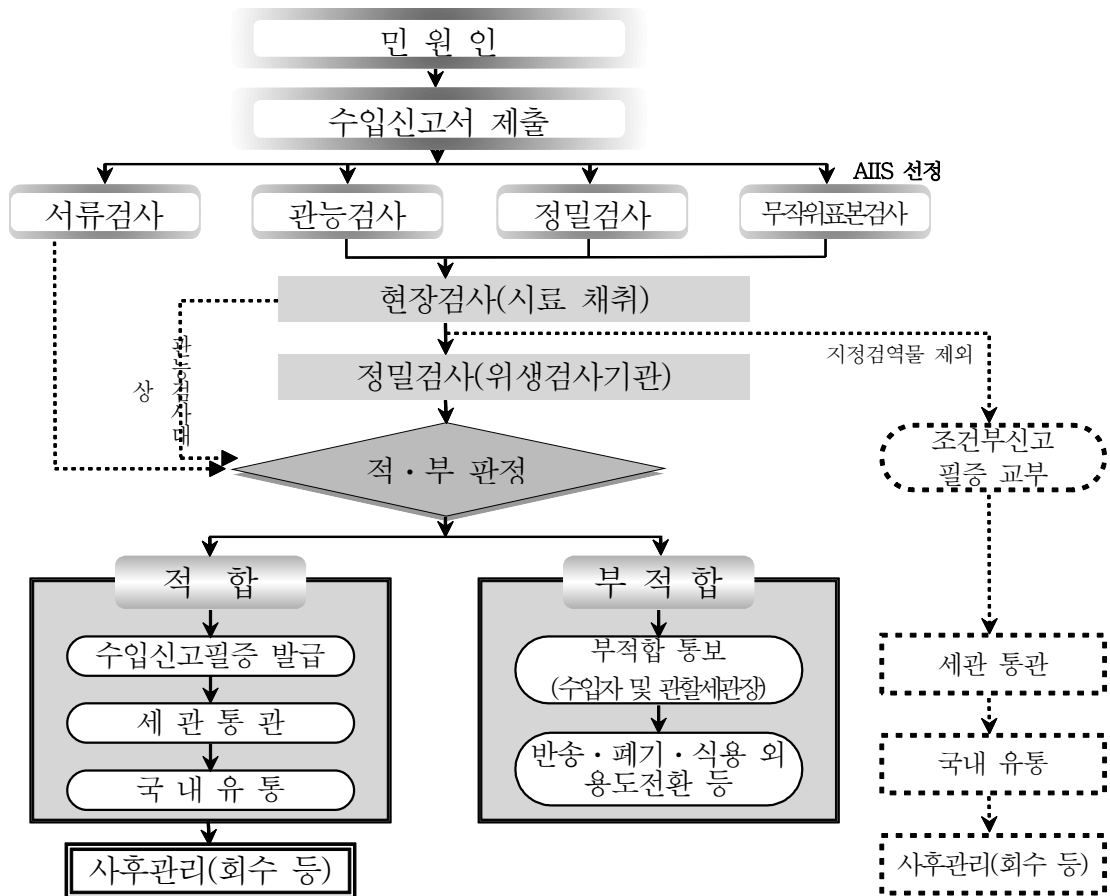 민 원 인
수입신고서 제출
AIIS 선정
서류검사
관능검사
정밀검사
무작위표본검사
현장검사(시료 채취)
지정검역물 제외
관능검사대
상
정밀검사(위생검사기관)
적·부 판정
조건부신고
필증 교부
적 합
수입신고필증 발급
세 관 통 관
국 내 유 통
사후관리(회수 등)
부 적합
부적합 통보
(수입자 및 관할세관장)
반송·폐기·식용 외
용도전환 등
세관 통관
국내 유통
사후관리(회수 등)